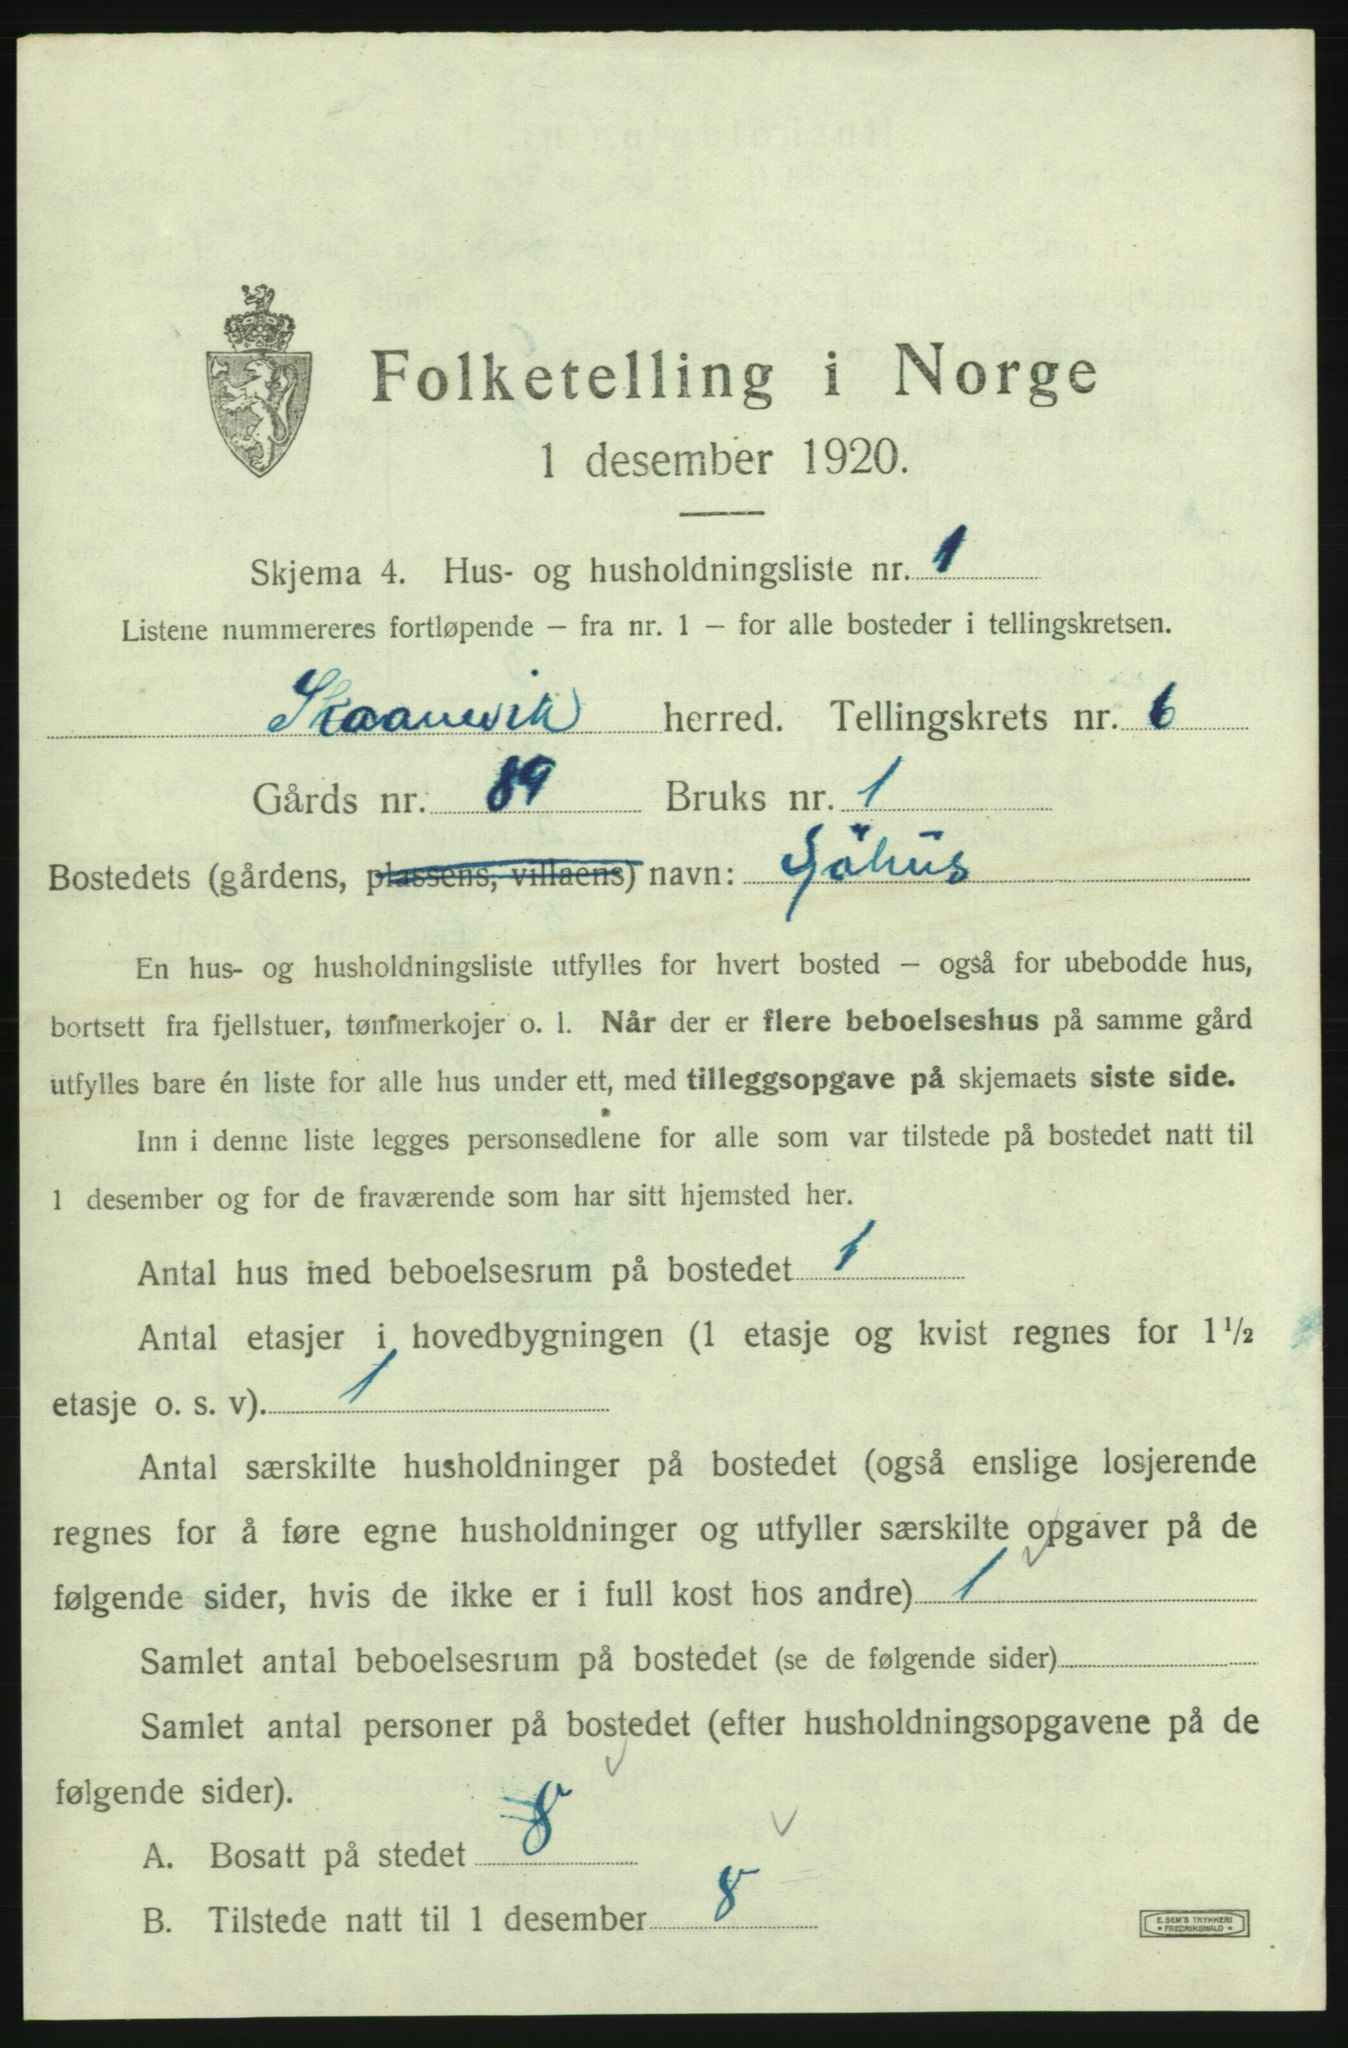 Folketelling i Norge
1 desember 1920.
Skjema 4. Hus- og husholdningsliste nr. 1
Listene nummereres fortløpende – fra nr. 1 – for alle bosteder i tellingskretsen.
Skaanevik herred. Tellingskrets nr. 6
Gårds nr. 89 Bruks nr. 1
Bostedets (gårdens, plassens, villaens) navn: Sjöhus
En hus- og husholdningsliste utfylles for hvert bosted – også for ubebodde hus,
bortsett fra fjellstuer, tømmerkojer o. l. Når der er flere beboelseshus på samme gård
utfylles bare én liste for alle hus under ett, med tilleggsopgave på skjemaets siste side.
Inn i denne liste legges personsedlene for alle som var tilstede på bostedet natt til
1 desember og for de fraværende som har sitt hjemsted her.
Antal hus med beboelsesrum på bostedet 1
Antal etasjer i hovedbygningen (1 etasje og kvist regnes for 1 1/2
etasje o. s. v). 1
Antal særskilte husholdninger på bostedet (også enslige losjerende
regnes for å føre egne husholdninger og utfyller særskilte opgaver på de
følgende sider, hvis de ikke er i full kost hos andre) 1
Samlet antal beboelsesrum på bostedet (se de følgende sider)
Samlet antal personer på bostedet (efter husholdningsopgavene på de
følgende sider).
A. Bosatt på stedet 8
B. Tilstede natt til 1 desember 8
E. SEM'S TRYKKERI
* FREDRIKSHALD *